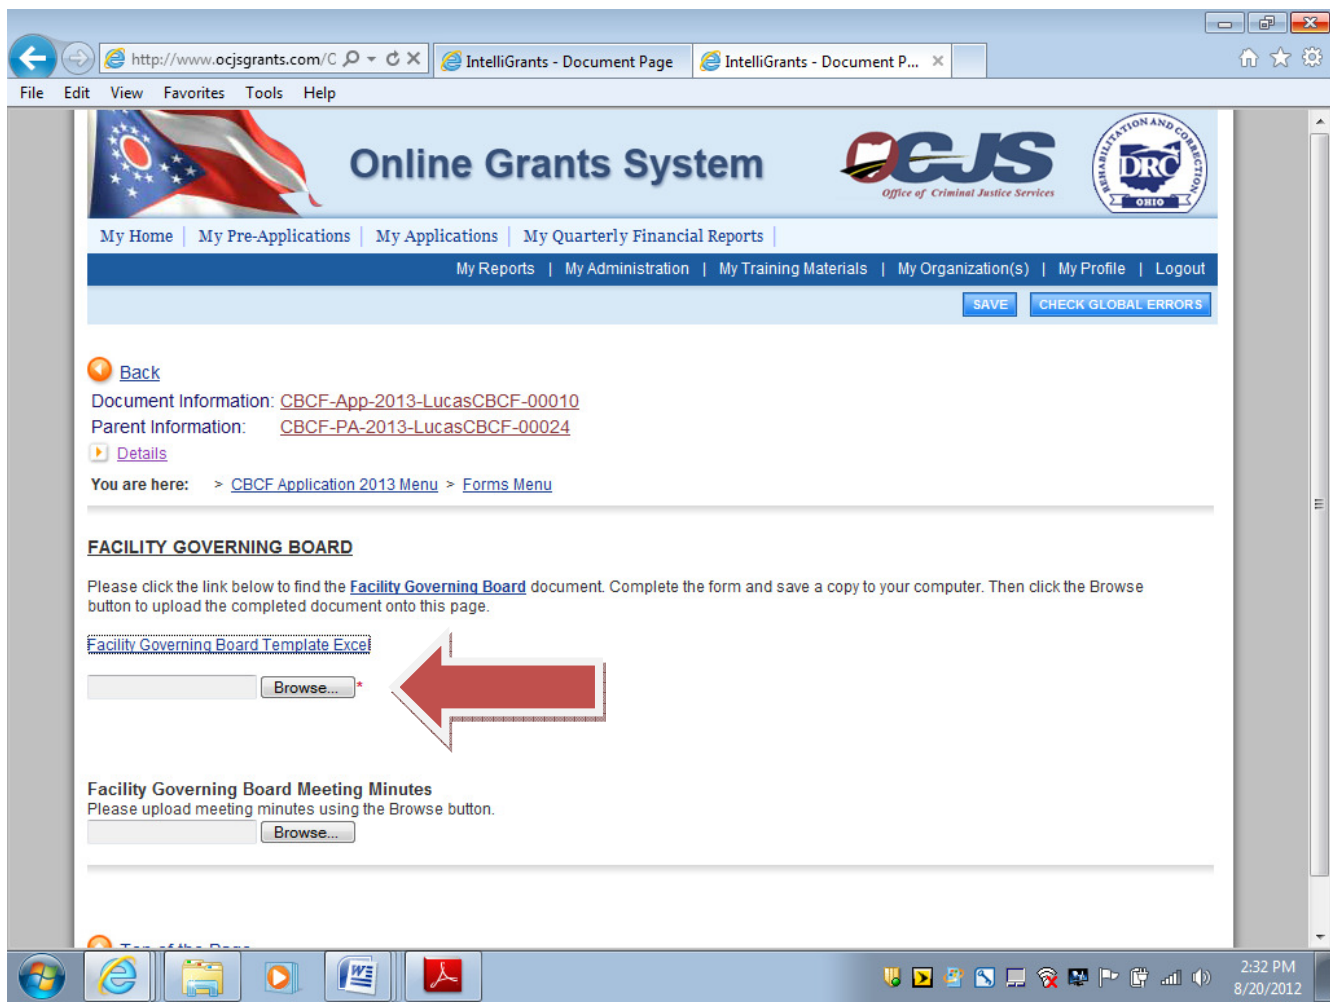 http://www.ocjsgrants.com/C
IntelliGrants - Document Page
IntelliGrants - Document P...
File Edit View Favorites Tools Help
Online Grants System
OCJS
Office of Criminal Justice Services
REHABILITATION AND CORRECTION
DRC
OHIO
My Home | My Pre-Applications | My Applications | My Quarterly Financial Reports |
My Reports | My Administration | My Training Materials | My Organization(s) | My Profile | Logout
SAVE CHECK GLOBAL ERRORS
Back
Document Information: CBCF-App-2013-LucasCBCF-00010
Parent Information: CBCF-PA-2013-LucasCBCF-00024
Details
You are here: > CBCF Application 2013 Menu > Forms Menu
FACILITY GOVERNING BOARD
Please click the link below to find the Facility Governing Board document. Complete the form and save a copy to your computer. Then click the Browse
button to upload the completed document onto this page.
Facility Governing Board Template Excel
Browse... *
Facility Governing Board Meeting Minutes
Please upload meeting minutes using the Browse button.
Browse...
Top of the Page
2:32 PM
8/20/2012